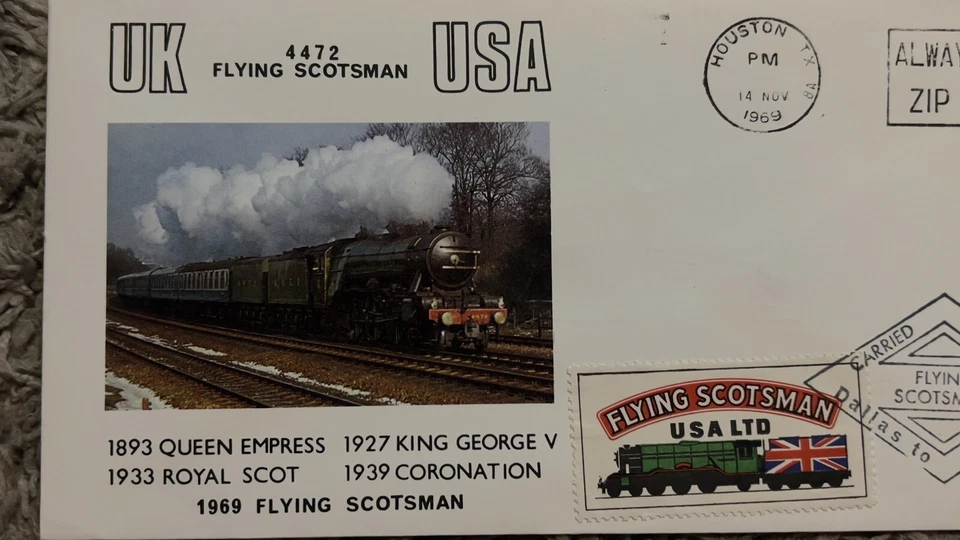 UK
4472
FLYING SCOTSMAN
USA
HOUSTON TX
PM
14 NOV
1969
ALWAY
ZIP
4472
1893 QUEEN EMPRESS 1927 KING GEORGE V
1933 ROYAL SCOT 1939 CORONATION
1969 FLYING SCOTSMAN
FLYING SCOTSMAN
USA LTD
CARRIED
FLYIN
SCOTSM
Dallas to